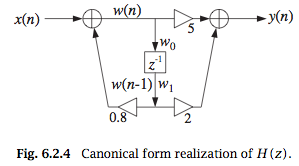 x(n) w(n) y(n)
5
w0
z-1
w(n-1) w1
0.8 2
Fig. 6.2.4 Canonical form realization of H(z).